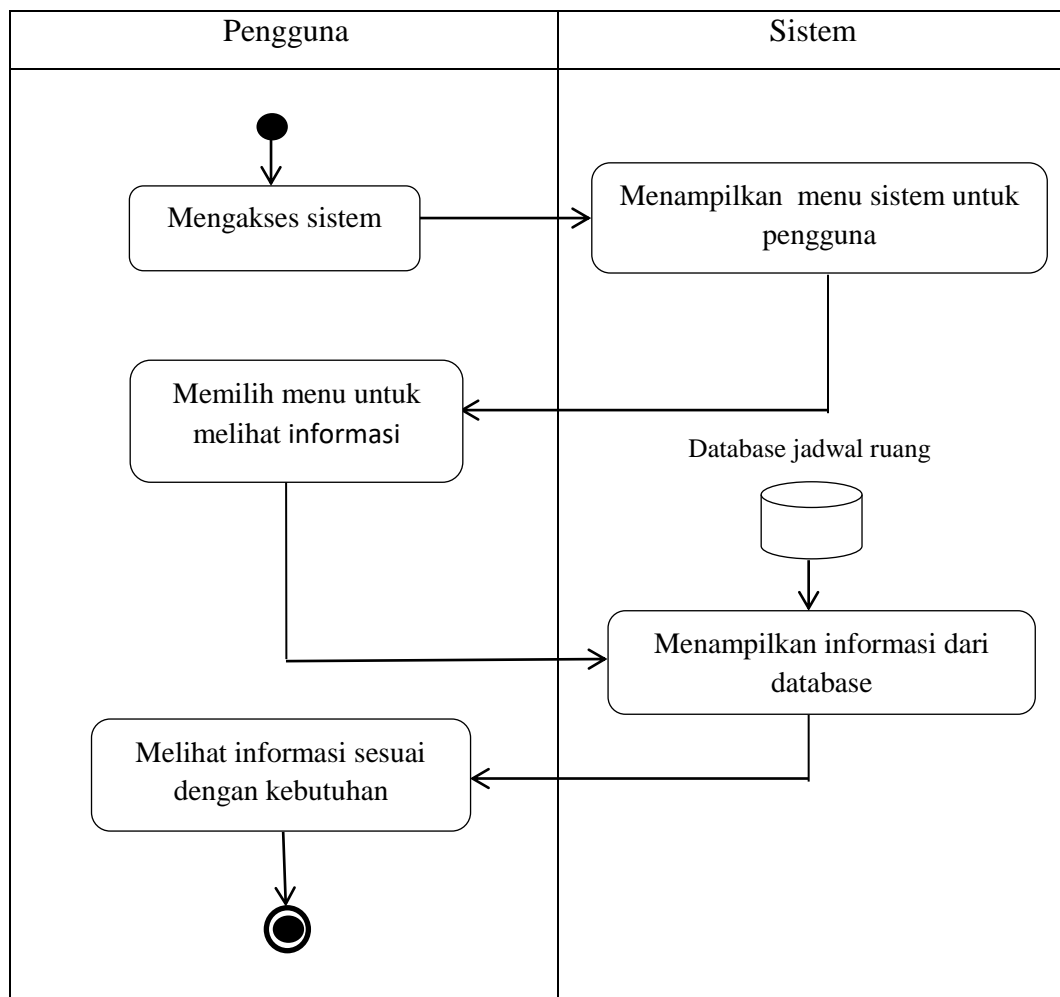 Pengguna
Sistem
Mengakses sistem
Menampilkan  menu sistem untuk
pengguna
Memilih menu untuk
melihat informasi
Database jadwal ruang
Menampilkan informasi dari
database
Melihat informasi sesuai
dengan kebutuhan